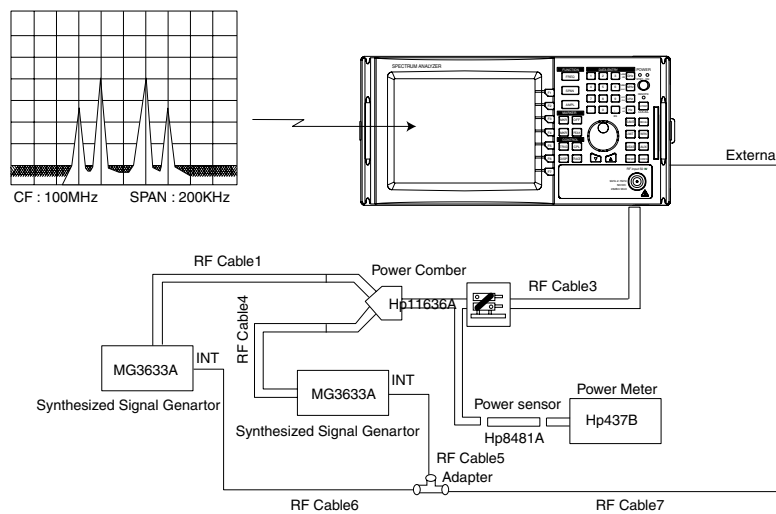 SPECTRUM ANALYZER
POWER
CF : 100MHz
SPAN : 200KHz
Externa
RF Cable1
Power Comber
RF Cable3
Hp11636A
RF Cable4
INT
MG3633A
Synthesized Signal Genartor
INT
MG3633A
Synthesized Signal Genartor
Power Meter
Power sensor
Hp437B
Hp8481A
RF Cable5
Adapter
RF Cable6
RF Cable7